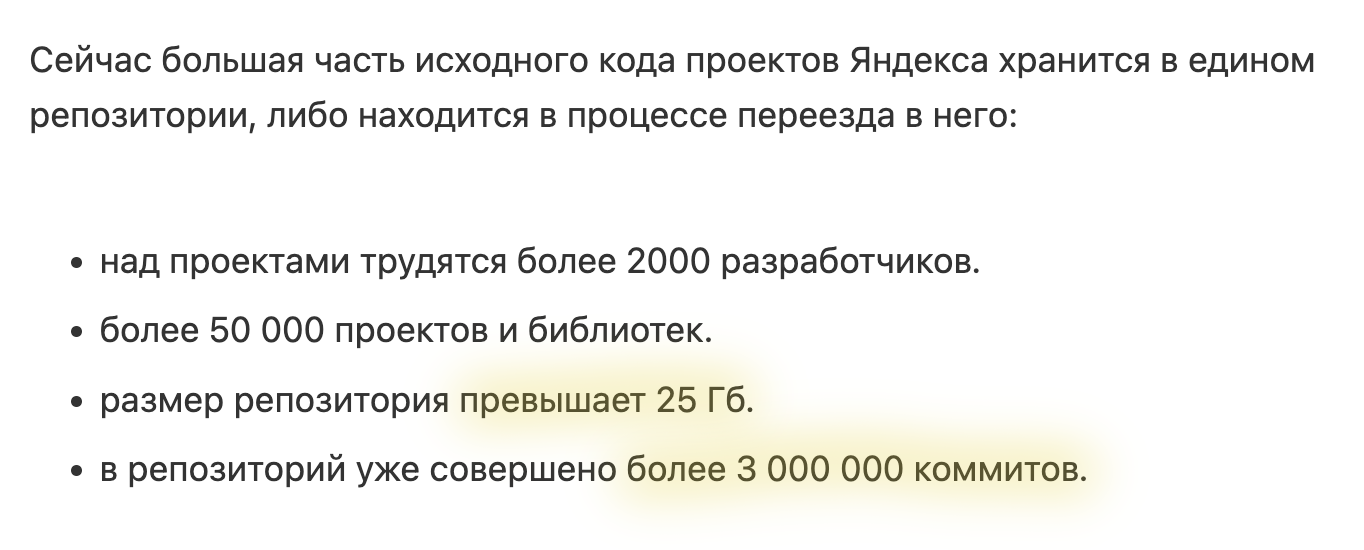 Сейчас большая часть исходного кода проектов Яндекса хранится в едином
репозитории, либо находится в процессе переезда в него:
• над проектами трудятся более 2000 разработчиков.
• более 50 000 проектов и библиотек.
• размер репозитория превышает 25 Гб.
• в репозиторий уже совершено более 3 000 000 коммитов.